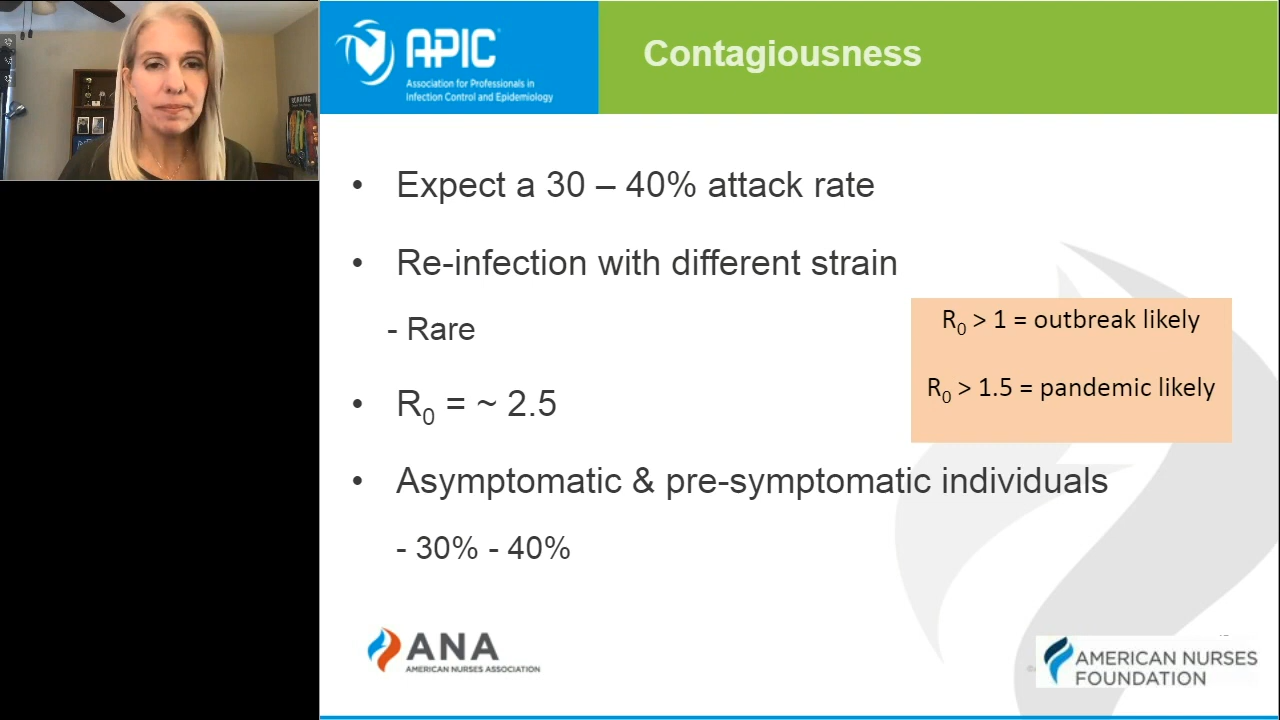 APIC
Association for Professionals in
Infection Control and Epidemiology
Contagiousness
• Expect a 30 – 40% attack rate
• Re-infection with different strain
- Rare
R0 > 1 = outbreak likely
R0 > 1.5 = pandemic likely
• R0 = ~ 2.5
• Asymptomatic & pre-symptomatic individuals
- 30% - 40%
ANA
AMERICAN NURSES ASSOCIATION
AMERICAN NURSES
FOUNDATION